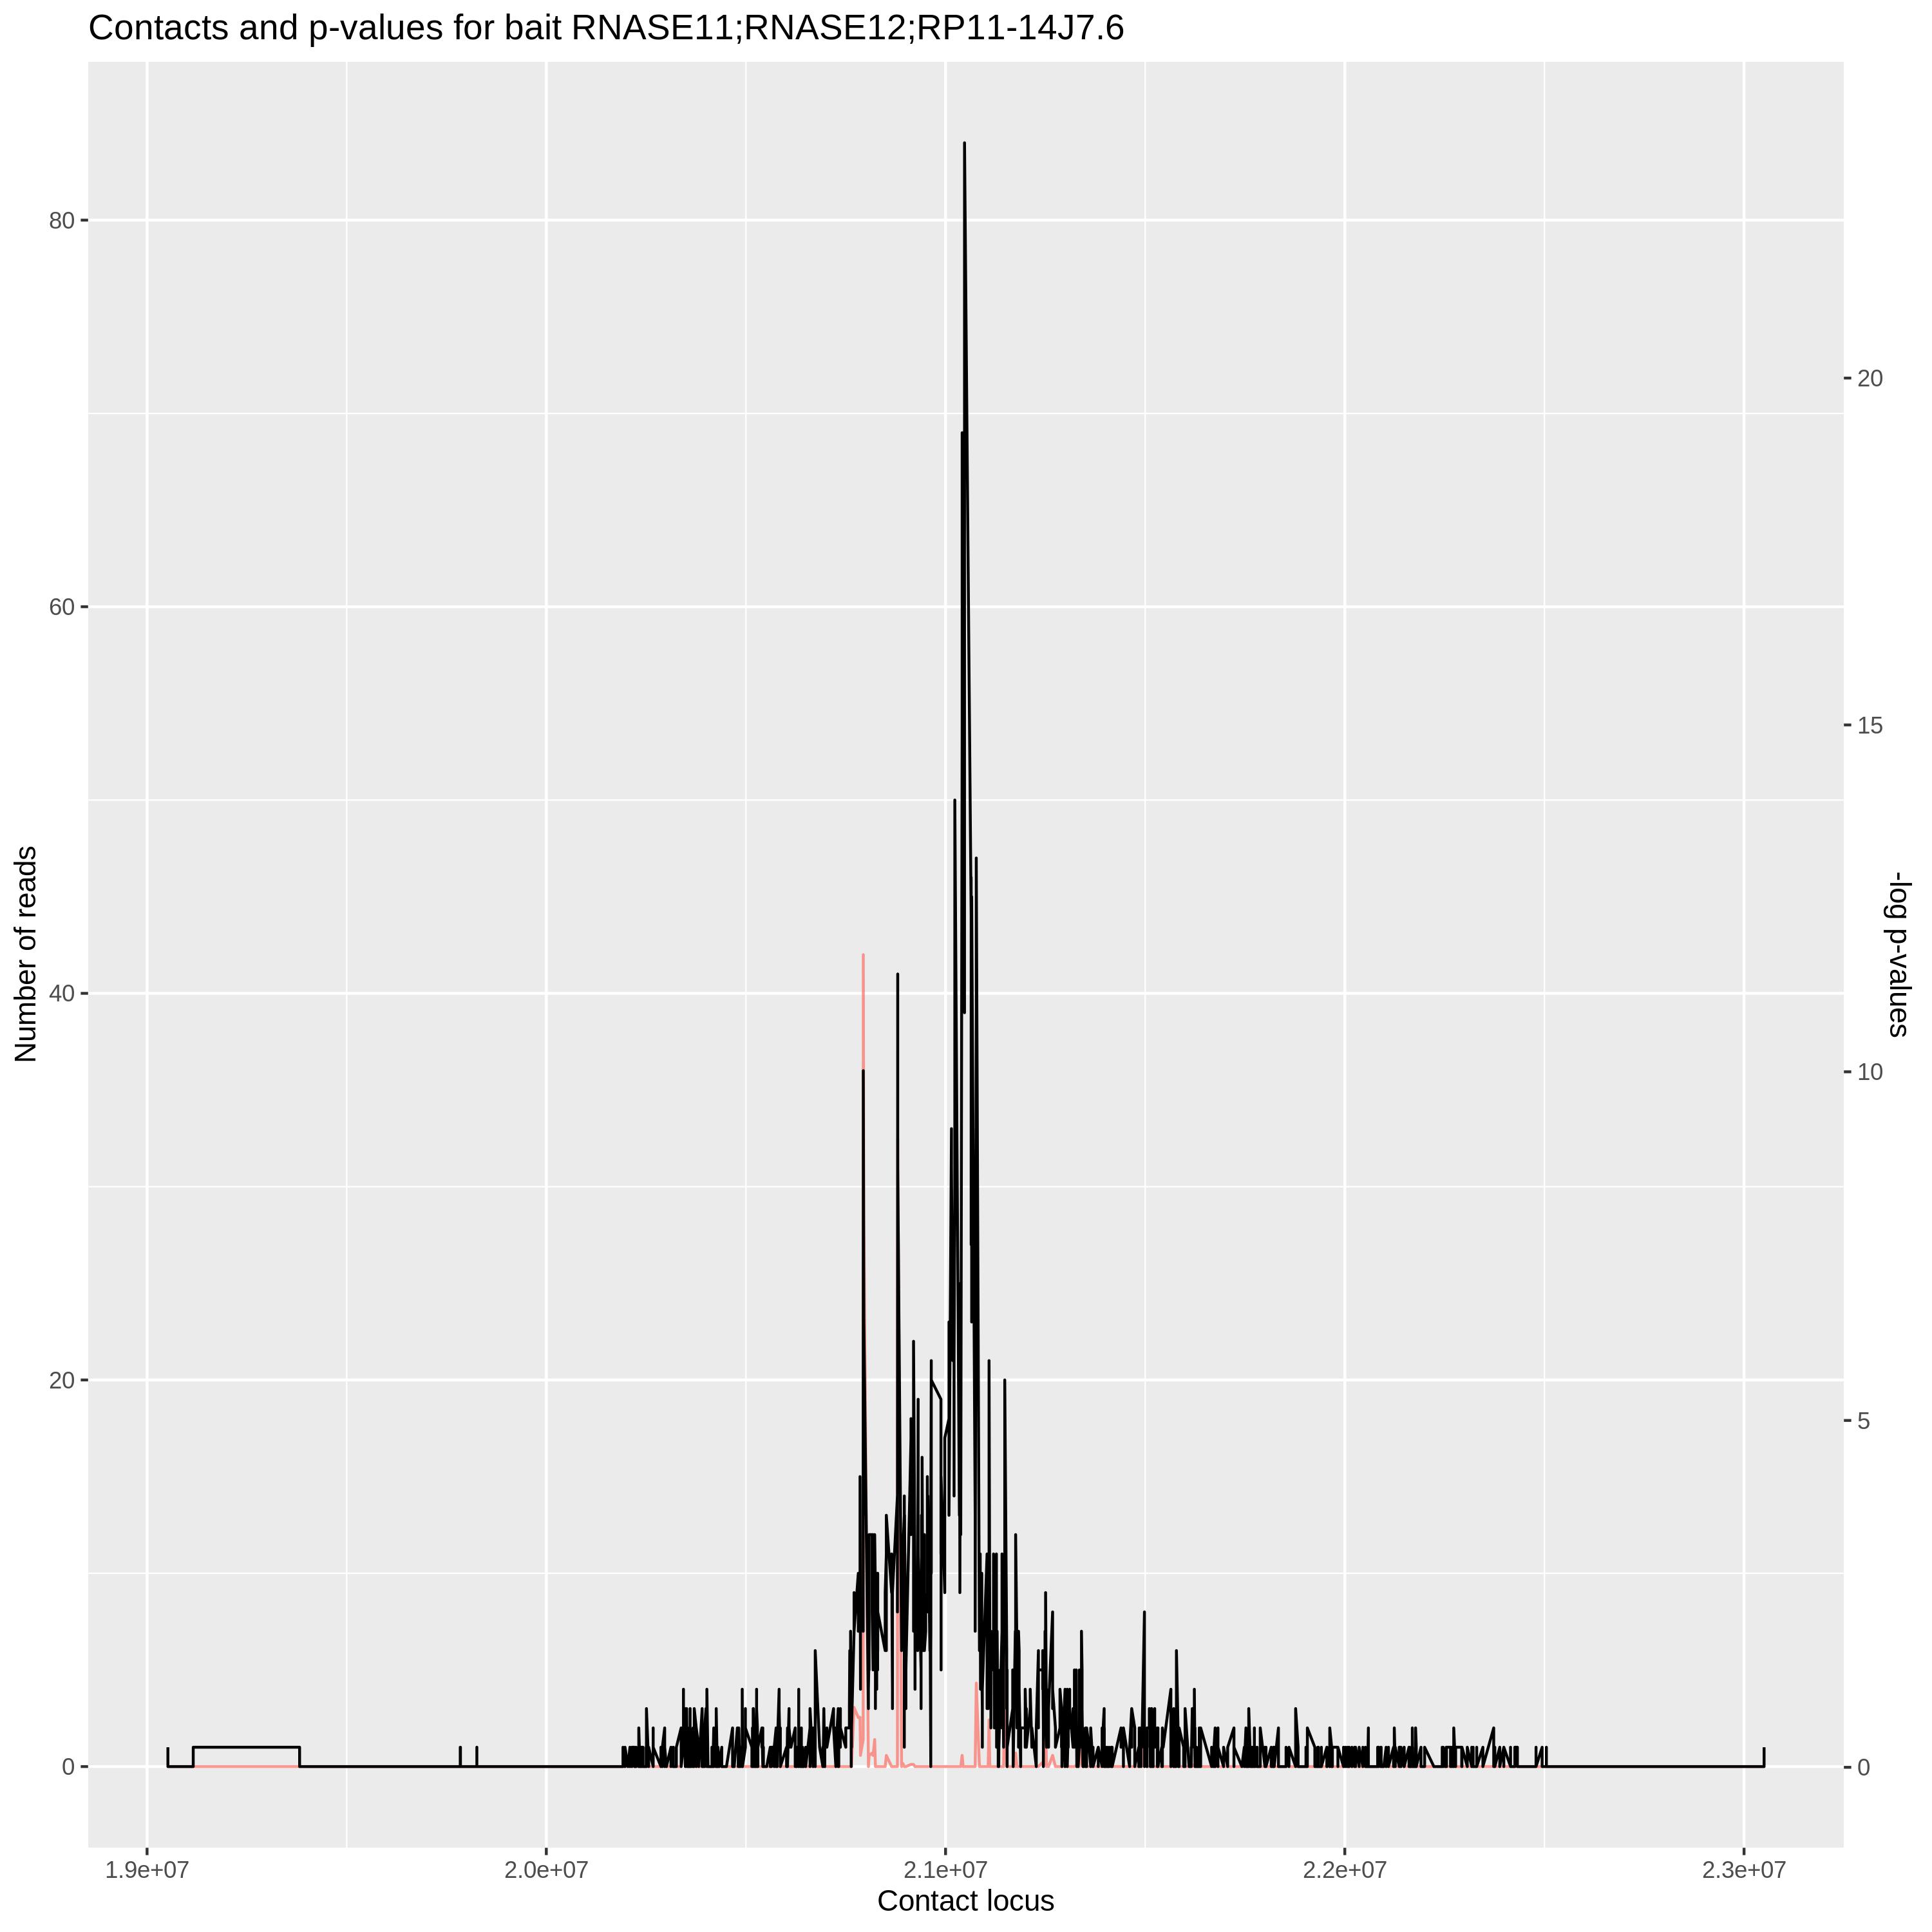 Contacts and p-values for bait RNASE11;RNASE12;RP11-14J7.6
80
60
40
20
0
Number of reads
20
15
10
5
0
-log p-values
1.9e+07 2.0e+07 2.1e+07 2.2e+07 2.3e+07
Contact locus